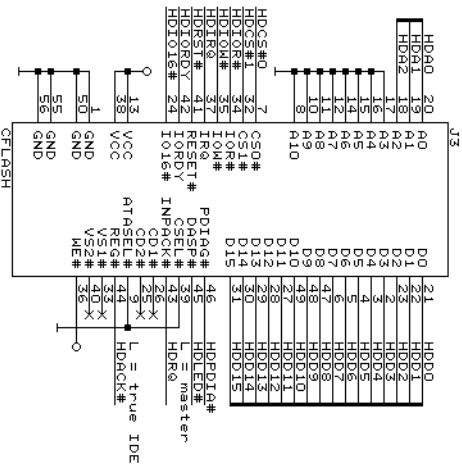 J3
HDA0 20 A0 D0 21 HDD0
HDA1 19 A1 D1 22 HDD1
HDA2 18 A2 D2 23 HDD2
17 A3 D3 2 HDD3
16 A4 D4 3 HDD4
15 A5 D5 4 HDD5
14 A6 D6 5 HDD6
12 A7 D7 6 HDD7
11 A8 D8 47 HDD8
10 A9 D9 48 HDD9
8 A10 D10 49 HDD10
D11 27 HDD11
D12 28 HDD12
HDCS#0 7 CS0# D13 29 HDD13
HDCS#1 32 CS1# D14 30 HDD14
HDIOR# 34 IOR# D15 31 HDD15
HDIOW# 35 IOW#
HDIRQ 37 IRQ PDIAG# 46 HDPDIA#
HDRST# 41 RESET# DASP# 45 HDLED#
HDIORDY 42 IORDY CSEL# 39 L = master
HDIO16# 24 IO16# INPACK# 43 HDRQ
CD1# 26
CD2# 25
13 VCC ATASEL# 9 L = true IDE
38 VCC REG# 44 HDACK#
VS1# 33
1 GND VS2# 40
50 GND WE# 36
55 GND
56 GND
CFLASH